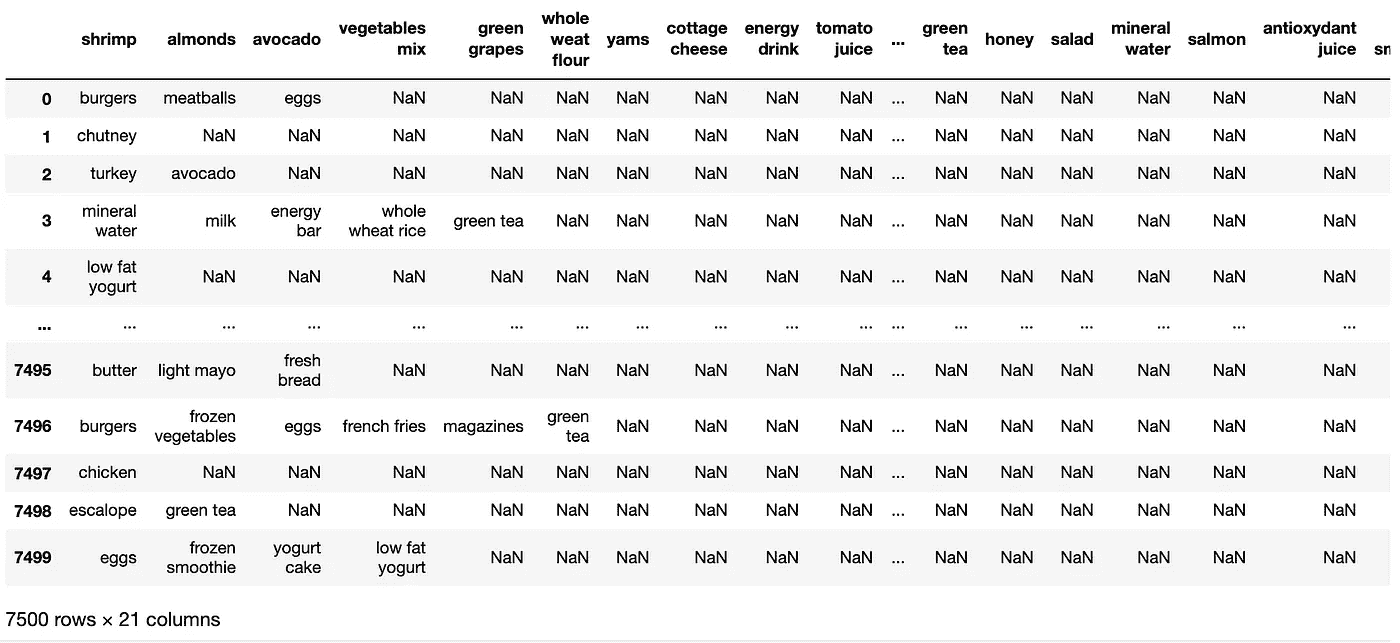 shrimp almonds avocado vegetables mix green grapes whole weat flour yams cottage cheese energy drink tomato juice ... green tea honey salad mineral water salmon antioxydant juice
0 burgers meatballs eggs NaN NaN NaN NaN NaN NaN NaN ... NaN NaN NaN NaN NaN NaN
1 chutney NaN NaN NaN NaN NaN NaN NaN NaN NaN ... NaN NaN NaN NaN NaN NaN
2 turkey avocado NaN NaN NaN NaN NaN NaN NaN NaN ... NaN NaN NaN NaN NaN NaN
3 mineral water milk energy bar whole wheat rice green tea NaN NaN NaN NaN NaN ... NaN NaN NaN NaN NaN NaN
4 low fat yogurt NaN NaN NaN NaN NaN NaN NaN NaN NaN ... NaN NaN NaN NaN NaN NaN
... ... ... ... ... ... ... ... ... ... ... ... ... ... ... ... ... ...
7495 butter light mayo fresh bread NaN NaN NaN NaN NaN NaN NaN ... NaN NaN NaN NaN NaN NaN
7496 burgers frozen vegetables eggs french fries magazines green tea NaN NaN NaN NaN ... NaN NaN NaN NaN NaN NaN
7497 chicken NaN NaN NaN NaN NaN NaN NaN NaN NaN ... NaN NaN NaN NaN NaN NaN
7498 escalope green tea NaN NaN NaN NaN NaN NaN NaN NaN ... NaN NaN NaN NaN NaN NaN
7499 eggs frozen smoothie yogurt cake low fat yogurt NaN NaN NaN NaN NaN NaN ... NaN NaN NaN NaN NaN NaN
7500 rows × 21 columns